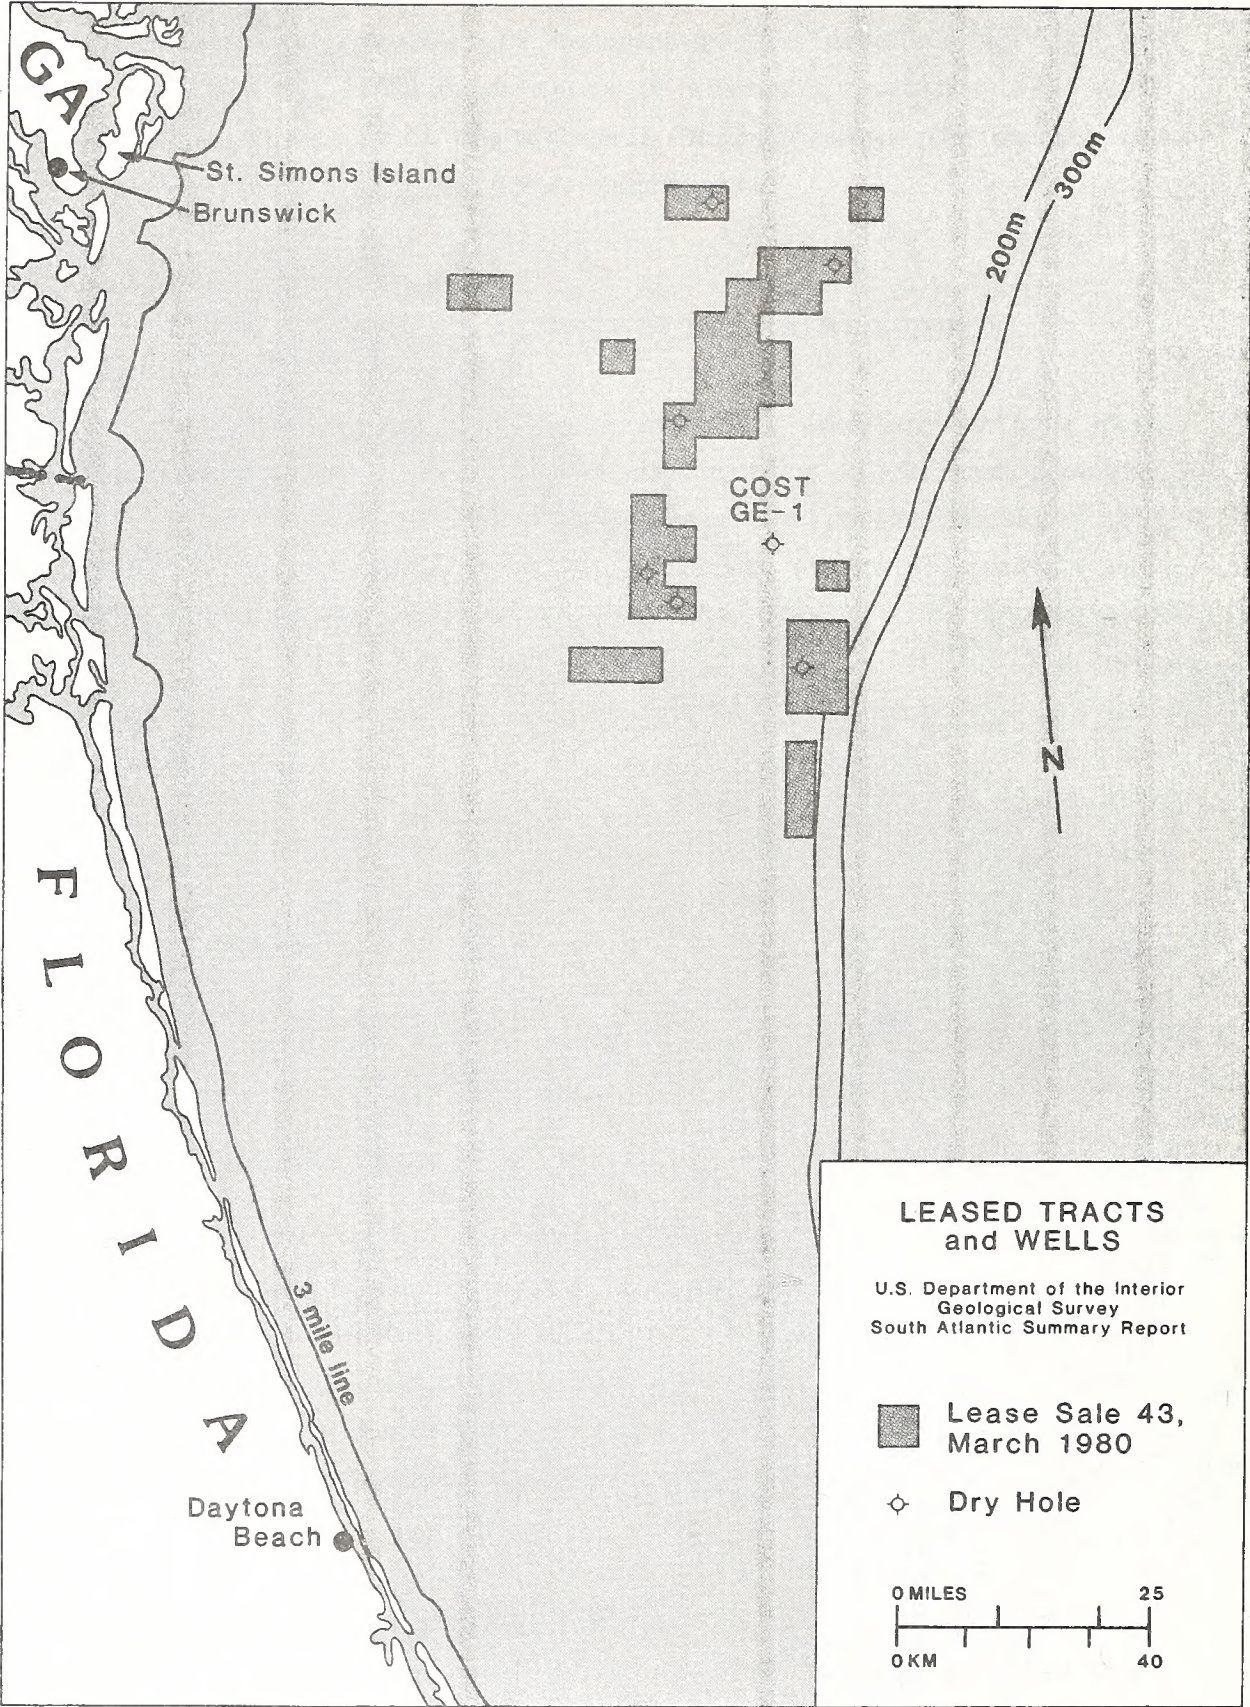 GA
St. Simons Island
Brunswick
200m
300m
COST
GE-1
N
FLORIDA
3 mile line
Daytona
Beach
LEASED TRACTS
and WELLS
U.S. Department of the Interior
Geological Survey
South Atlantic Summary Report
Lease Sale 43,
March 1980
Dry Hole
0 MILES 25
0 KM 40